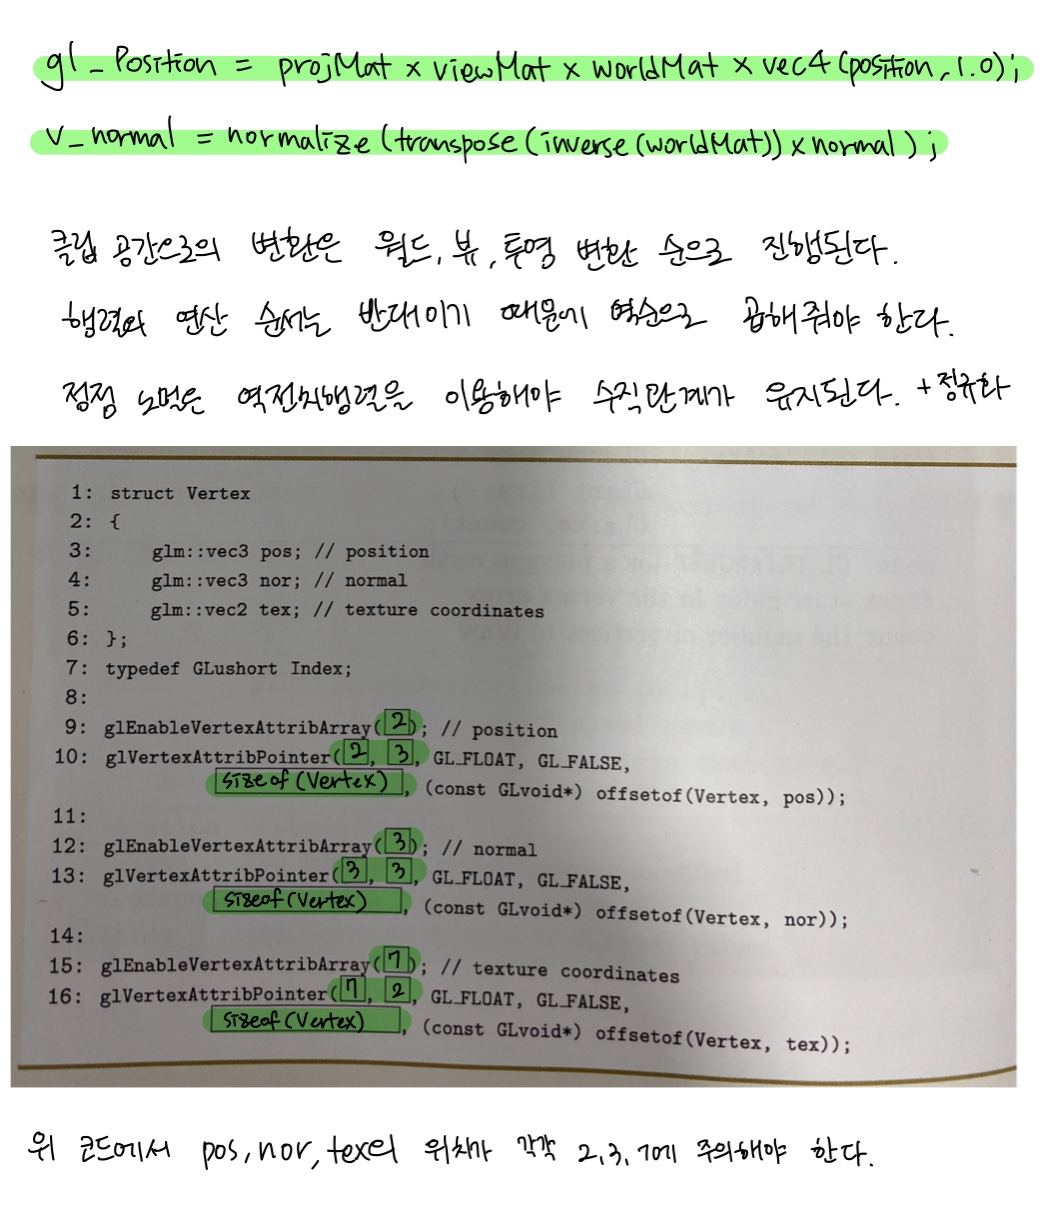 gl_Position = projMat × viewMat × worldMat × vec4(position, 1.0);
v_normal = normalize(transpose(inverse(worldMat)) × normal);
클립 공간으로의 변환은 월드, 뷰, 투영 변환 순으로 진행된다.
행렬와 연산 순서는 반대이기 때문에 역순으로 곱해줘야 한다.
정점 노멀은 역전치행렬을 이용해야 수직관계가 유지된다. + 정규화
1: struct Vertex
2: {
3: glm::vec3 pos; // position
4: glm::vec3 nor; // normal
5: glm::vec2 tex; // texture coordinates
6: };
7: typedef GLushort Index;
8:
9: glEnableVertexAttribArray(2); // position
10: glVertexAttribPointer(2, 3, GL_FLOAT, GL_FALSE,
sizeof(Vertex), (const GLvoid*) offsetof(Vertex, pos));
11:
12: glEnableVertexAttribArray(3); // normal
13: glVertexAttribPointer(3, 3, GL_FLOAT, GL_FALSE,
sizeof(Vertex), (const GLvoid*) offsetof(Vertex, nor));
14:
15: glEnableVertexAttribArray(7); // texture coordinates
16: glVertexAttribPointer(7, 2, GL_FLOAT, GL_FALSE,
sizeof(Vertex), (const GLvoid*) offsetof(Vertex, tex));
위 코드에서 pos, nor, tex의 위치가 각각 2, 3, 7에 주의해야 한다.